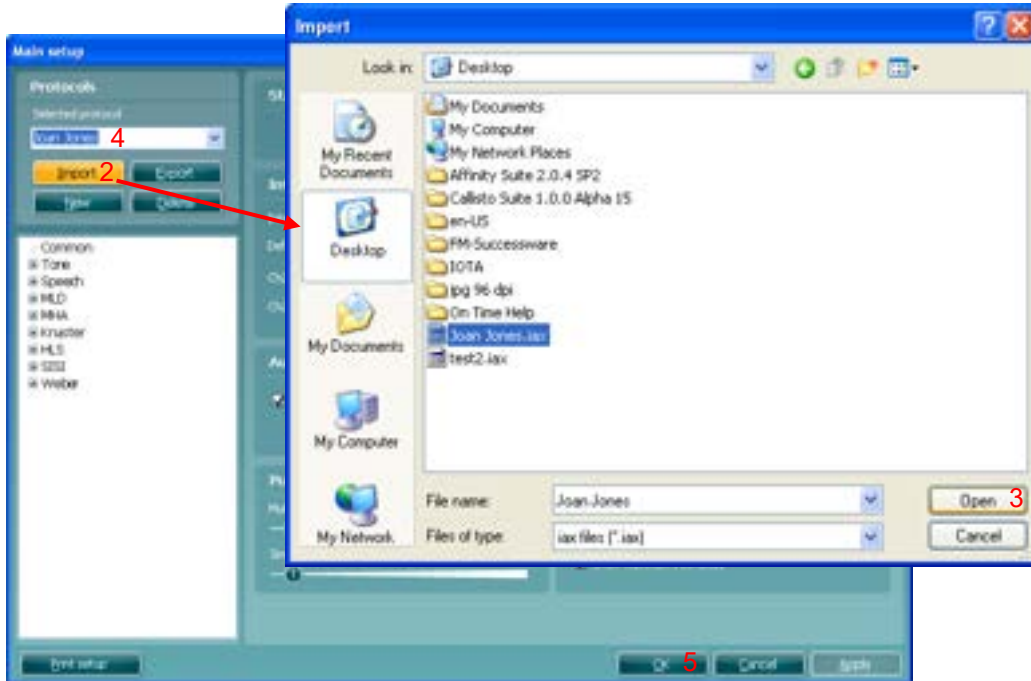 Main setup
Protocols
Selected protocol
Joan Jones 4
Import 2 Export
New Delete
Common
Tone
Speech
MLD
MHA
HLS
SISI
Weber
Print setup
Import
Look in: Desktop
My Recent
Documents
Desktop
My Documents
My Computer
My Network
My Documents
My Computer
My Network Places
Affinity Suite 2.0.4 SP2
Callisto Suite 1.0.0 Alpha 15
en-US
FM-Successware
IOTA
jpg 96 dpi
On Time Help
Joan Jones.iax
test2.iax
File name: Joan Jones Open 3
Files of type: iax files (*.iax) Cancel
OK 5 Cancel Apply